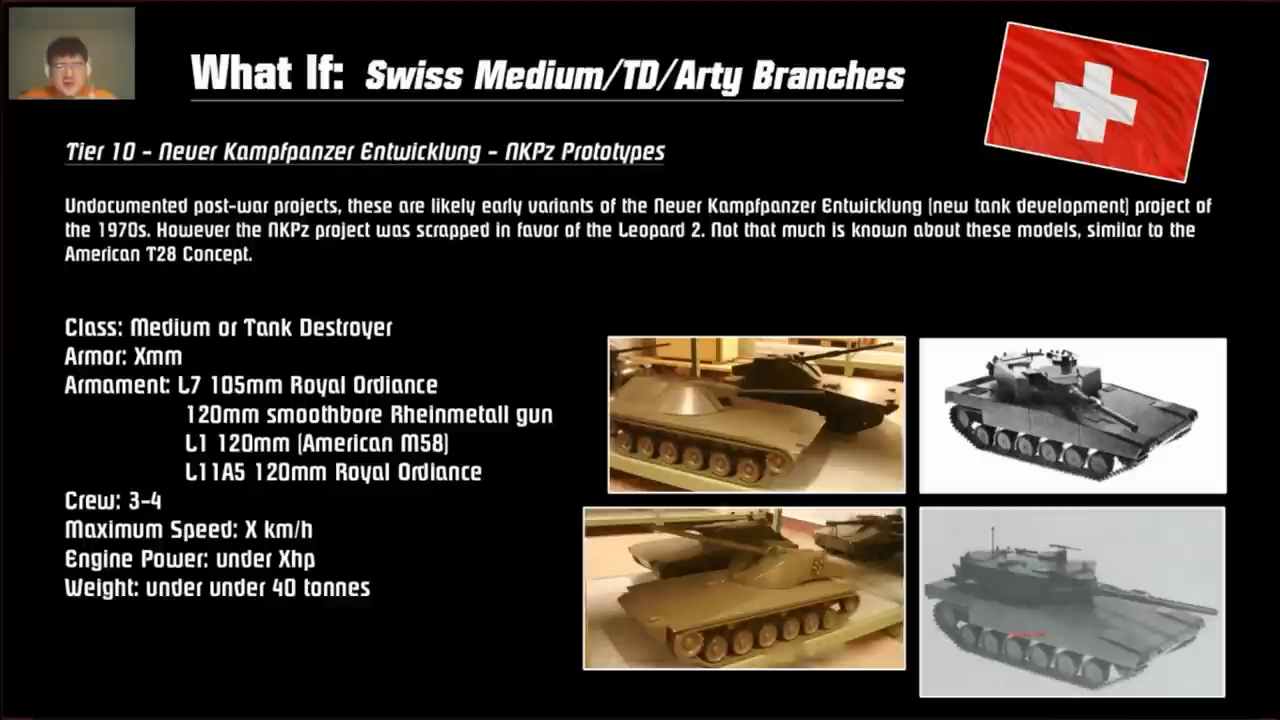 What If: Swiss Medium/TD/Arty Branches
Tier 10 - Neuer Kampfpanzer Entwicklung - NKPz Prototypes
Undocumented post-war projects, these are likely early variants of the Neuer Kampfpanzer Entwicklung (new tank development) project of
the 1970s. However the NKPz project was scrapped in favor of the Leopard 2. Not that much is known about these models, similar to the
American T28 Concept.
Class: Medium or Tank Destroyer
Armor: Xmm
Armament: L7 105mm Royal Ordiance
120mm smoothbore Rheinmetall gun
L1 120mm (American M58)
L11A5 120mm Royal Ordiance
Crew: 3-4
Maximum Speed: X km/h
Engine Power: under Xhp
Weight: under under 40 tonnes